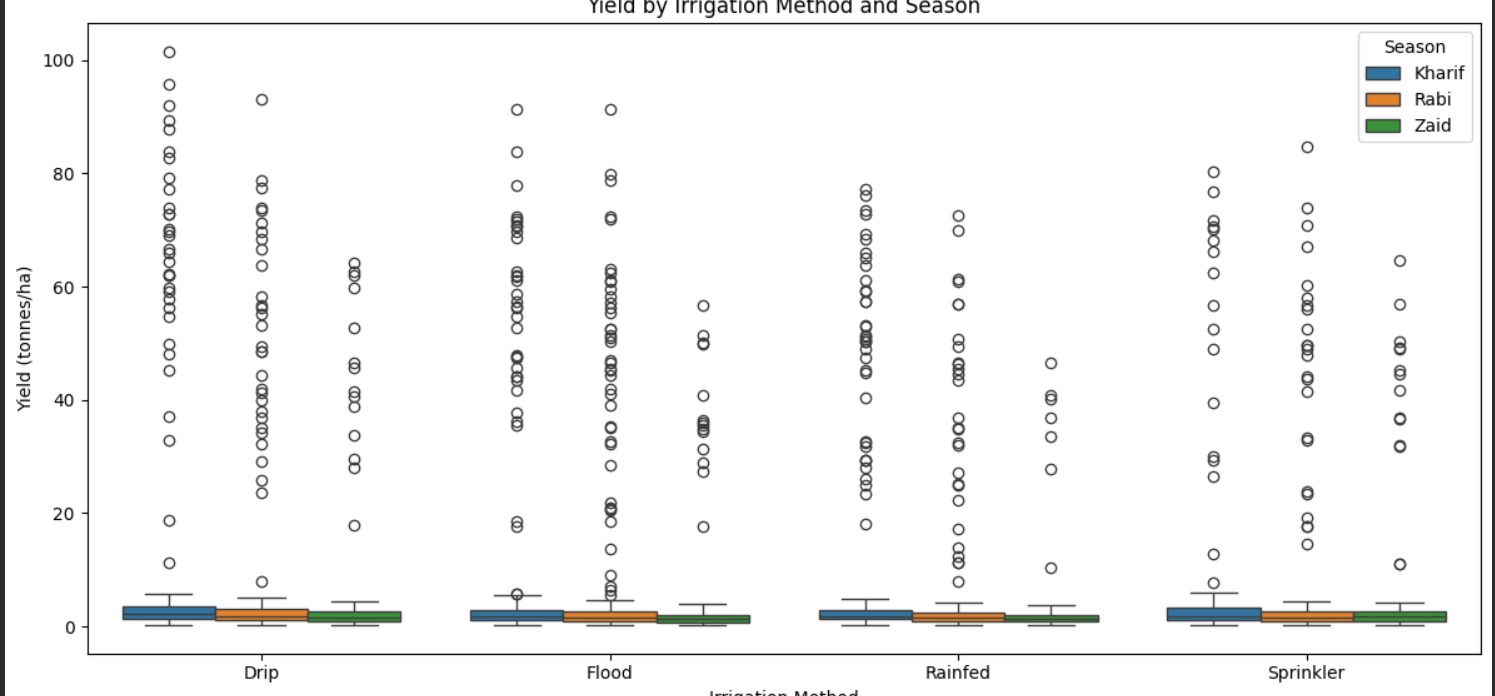 Yield by Irrigation Method and Season
Season
Kharif
Rabi
Zaid
100
80
60
40
20
0
Yield (tonnes/ha)
Drip Flood Rainfed Sprinkler
Irrigation Method